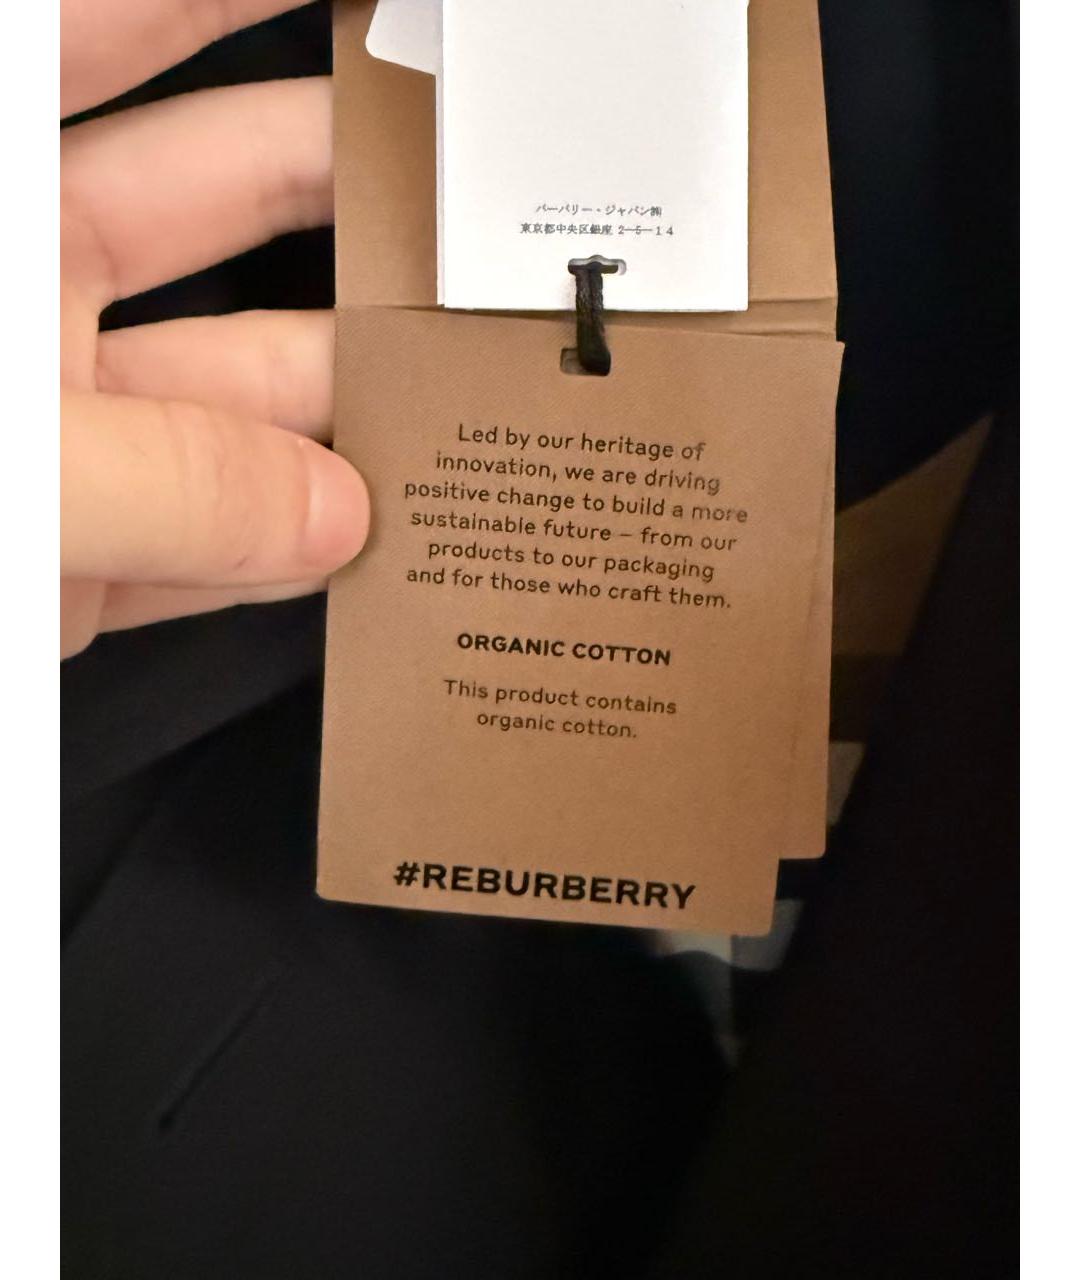 バーバリー・ジャパン㈱
東京都中央区銀座 2-5-14
Led by our heritage of
innovation, we are driving
positive change to build a more
sustainable future – from our
products to our packaging
and for those who craft them.
ORGANIC COTTON
This product contains
organic cotton.
#REBURBERRY